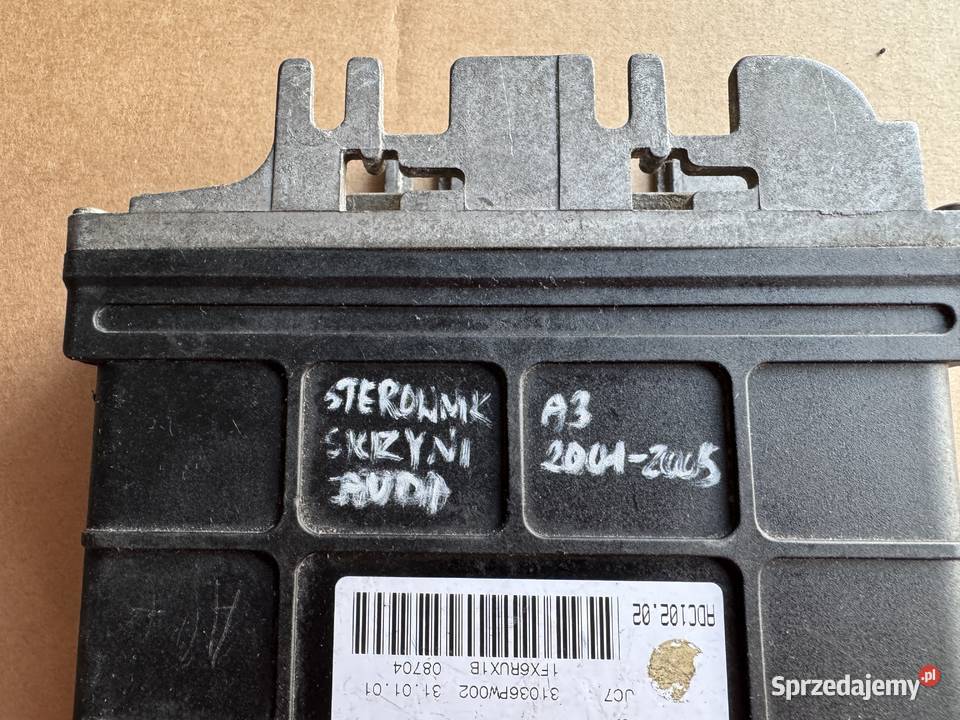 STEROWNIK
SKRZYNI
AUDI
A3
2001-2005
ADC102.02
1FX6RUX1B 08704
31036PW002 31.01.01
JC7.
Sprzedajemy.pl